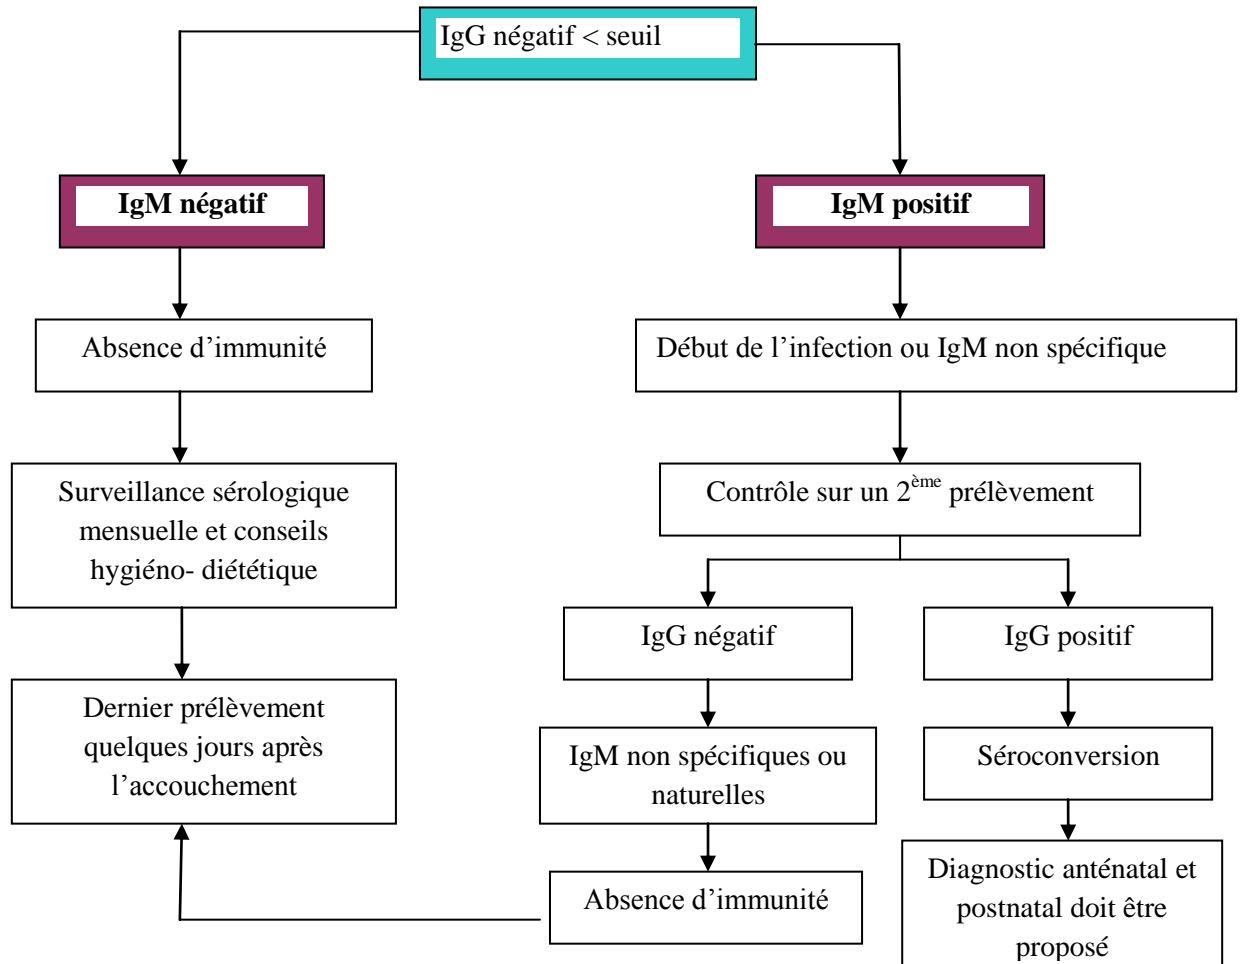 IgG négatif < seuil
IgM négatif
IgM positif
Absence d’immunité
Début de l’infection ou IgM non spécifique
Surveillance sérologique
mensuelle et conseils
hygiéno- diététique
Contrôle sur un 2ème prélèvement
IgG négatif
IgG positif
Dernier prélèvement
quelques jours après
l’accouchement
IgM non spécifiques ou
naturelles
Séroconversion
Absence d’immunité
Diagnostic anténatal et
postnatal doit être
proposé